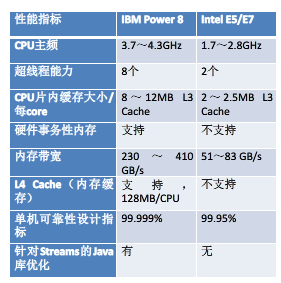 性能指标 IBM Power 8 Intel E5/E7
CPU主频 3.7～4.3GHz 1.7～2.8GHz
超线程能力 8个 2个
CPU片内缓存大小/ 8～12MB L3 2～2.5MB L3
每core Cache Cache
硬件事务性内存 支持 不支持
内存带宽 230 ～ 410 51～83 GB/s
GB/s
L4 Cache（内存缓 支持， 不支持
存） 128MB/CPU
单机可靠性设计指 99.999% 99.95%
标
针对Streams的Java 有 无
库优化